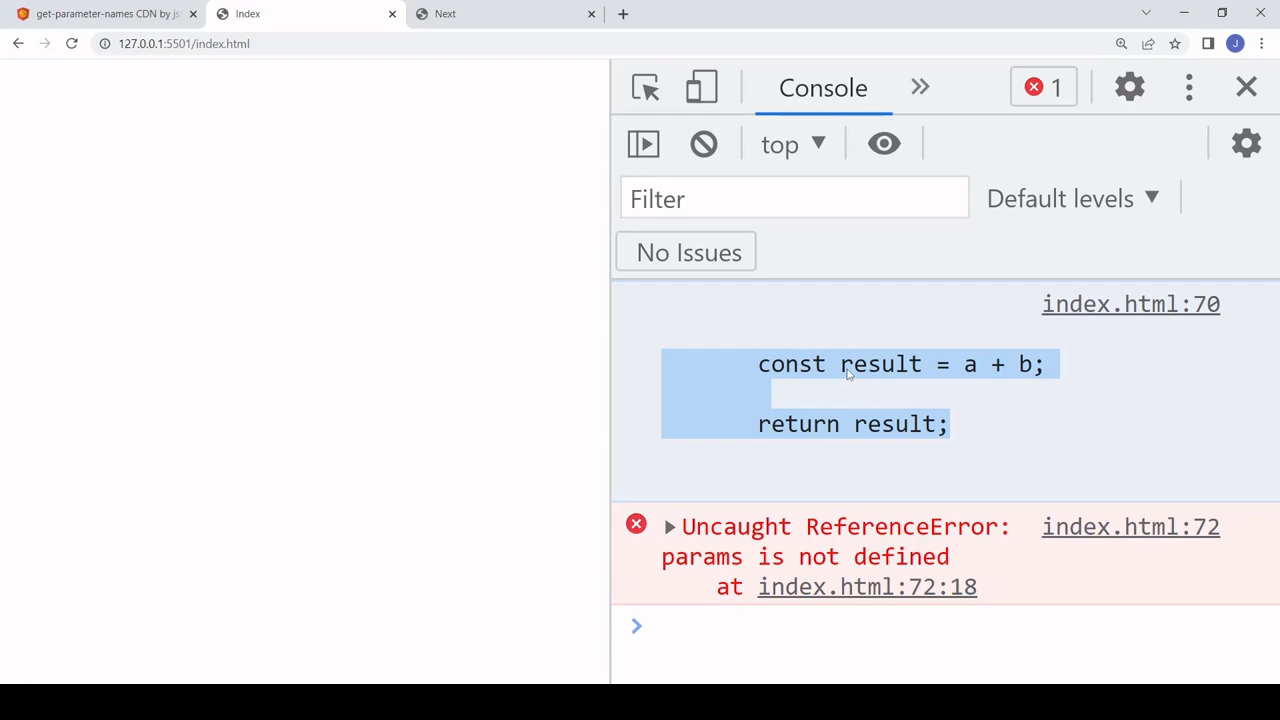 get-parameter-names CDN by js
Index
Next
127.0.0.1:5501/index.html
J
Console
1
top
Filter
Default levels
No Issues
index.html:70
const result = a + b;
return result;
Uncaught ReferenceError: index.html:72
params is not defined
at index.html:72:18